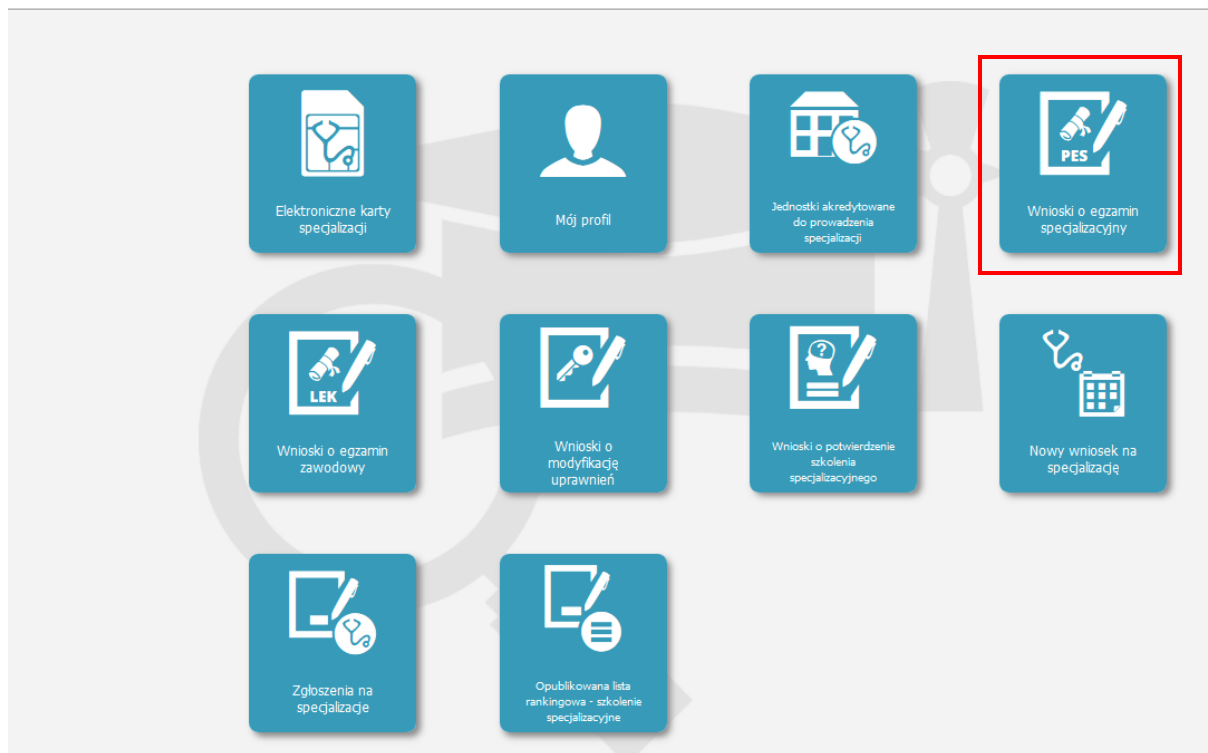 Elektroniczne karty
specjalizacji
Mój profil
Jednostki akredytowane
do prowadzenia
specjalizacji
PES
Wnioski o egzamin
specjalizacyjny
LEK
Wnioski o egzamin
zawodowy
Wnioski o
modyfikację
uprawnień
?
Wnioski o potwierdzenie
szkolenia
specjalizacyjnego
Nowy wniosek na
specjalizację
Zgłoszenia na
specjalizacje
Opublikowana lista
rankingowa - szkolenie
specjalizacyjne